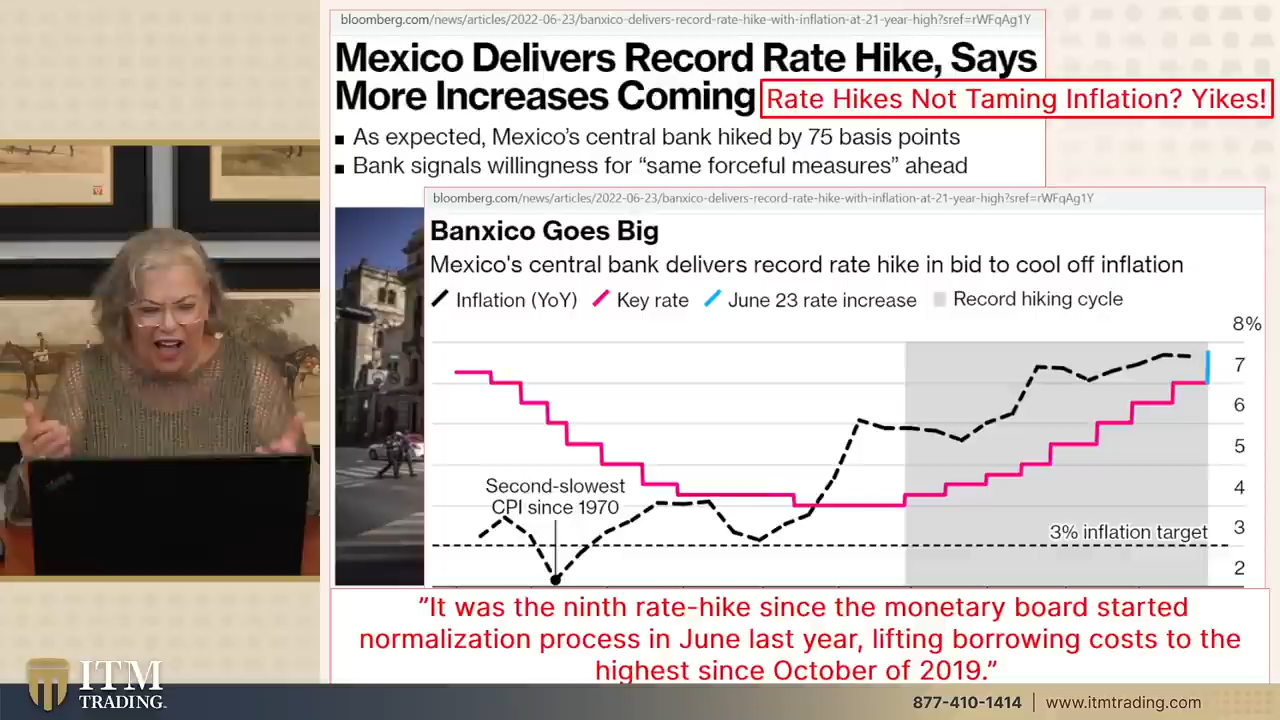 bloomberg.com/news/articles/2022-06-23/banxico-delivers-record-rate-hike-with-inflation-at-21-year-high?sref=rWFqAg1Y
Mexico Delivers Record Rate Hike, Says
More Increases Coming
Rate Hikes Not Taming Inflation? Yikes!
As expected, Mexico's central bank hiked by 75 basis points
Bank signals willingness for “same forceful measures” ahead
bloomberg.com/news/articles/2022-06-23/banxico-delivers-record-rate-hike-with-inflation-at-21-year-high?sref=rWFqAg1Y
Banxico Goes Big
Mexico's central bank delivers record rate hike in bid to cool off inflation
Inflation (YoY) Key rate June 23 rate increase Record hiking cycle
8%
7
6
5
4
3
2
Second-slowest
CPI since 1970
3% inflation target
”It was the ninth rate-hike since the monetary board started
normalization process in June last year, lifting borrowing costs to the
highest since October of 2019.”
ITM
TRADING.
877-410-1414 | www.itmtrading.com